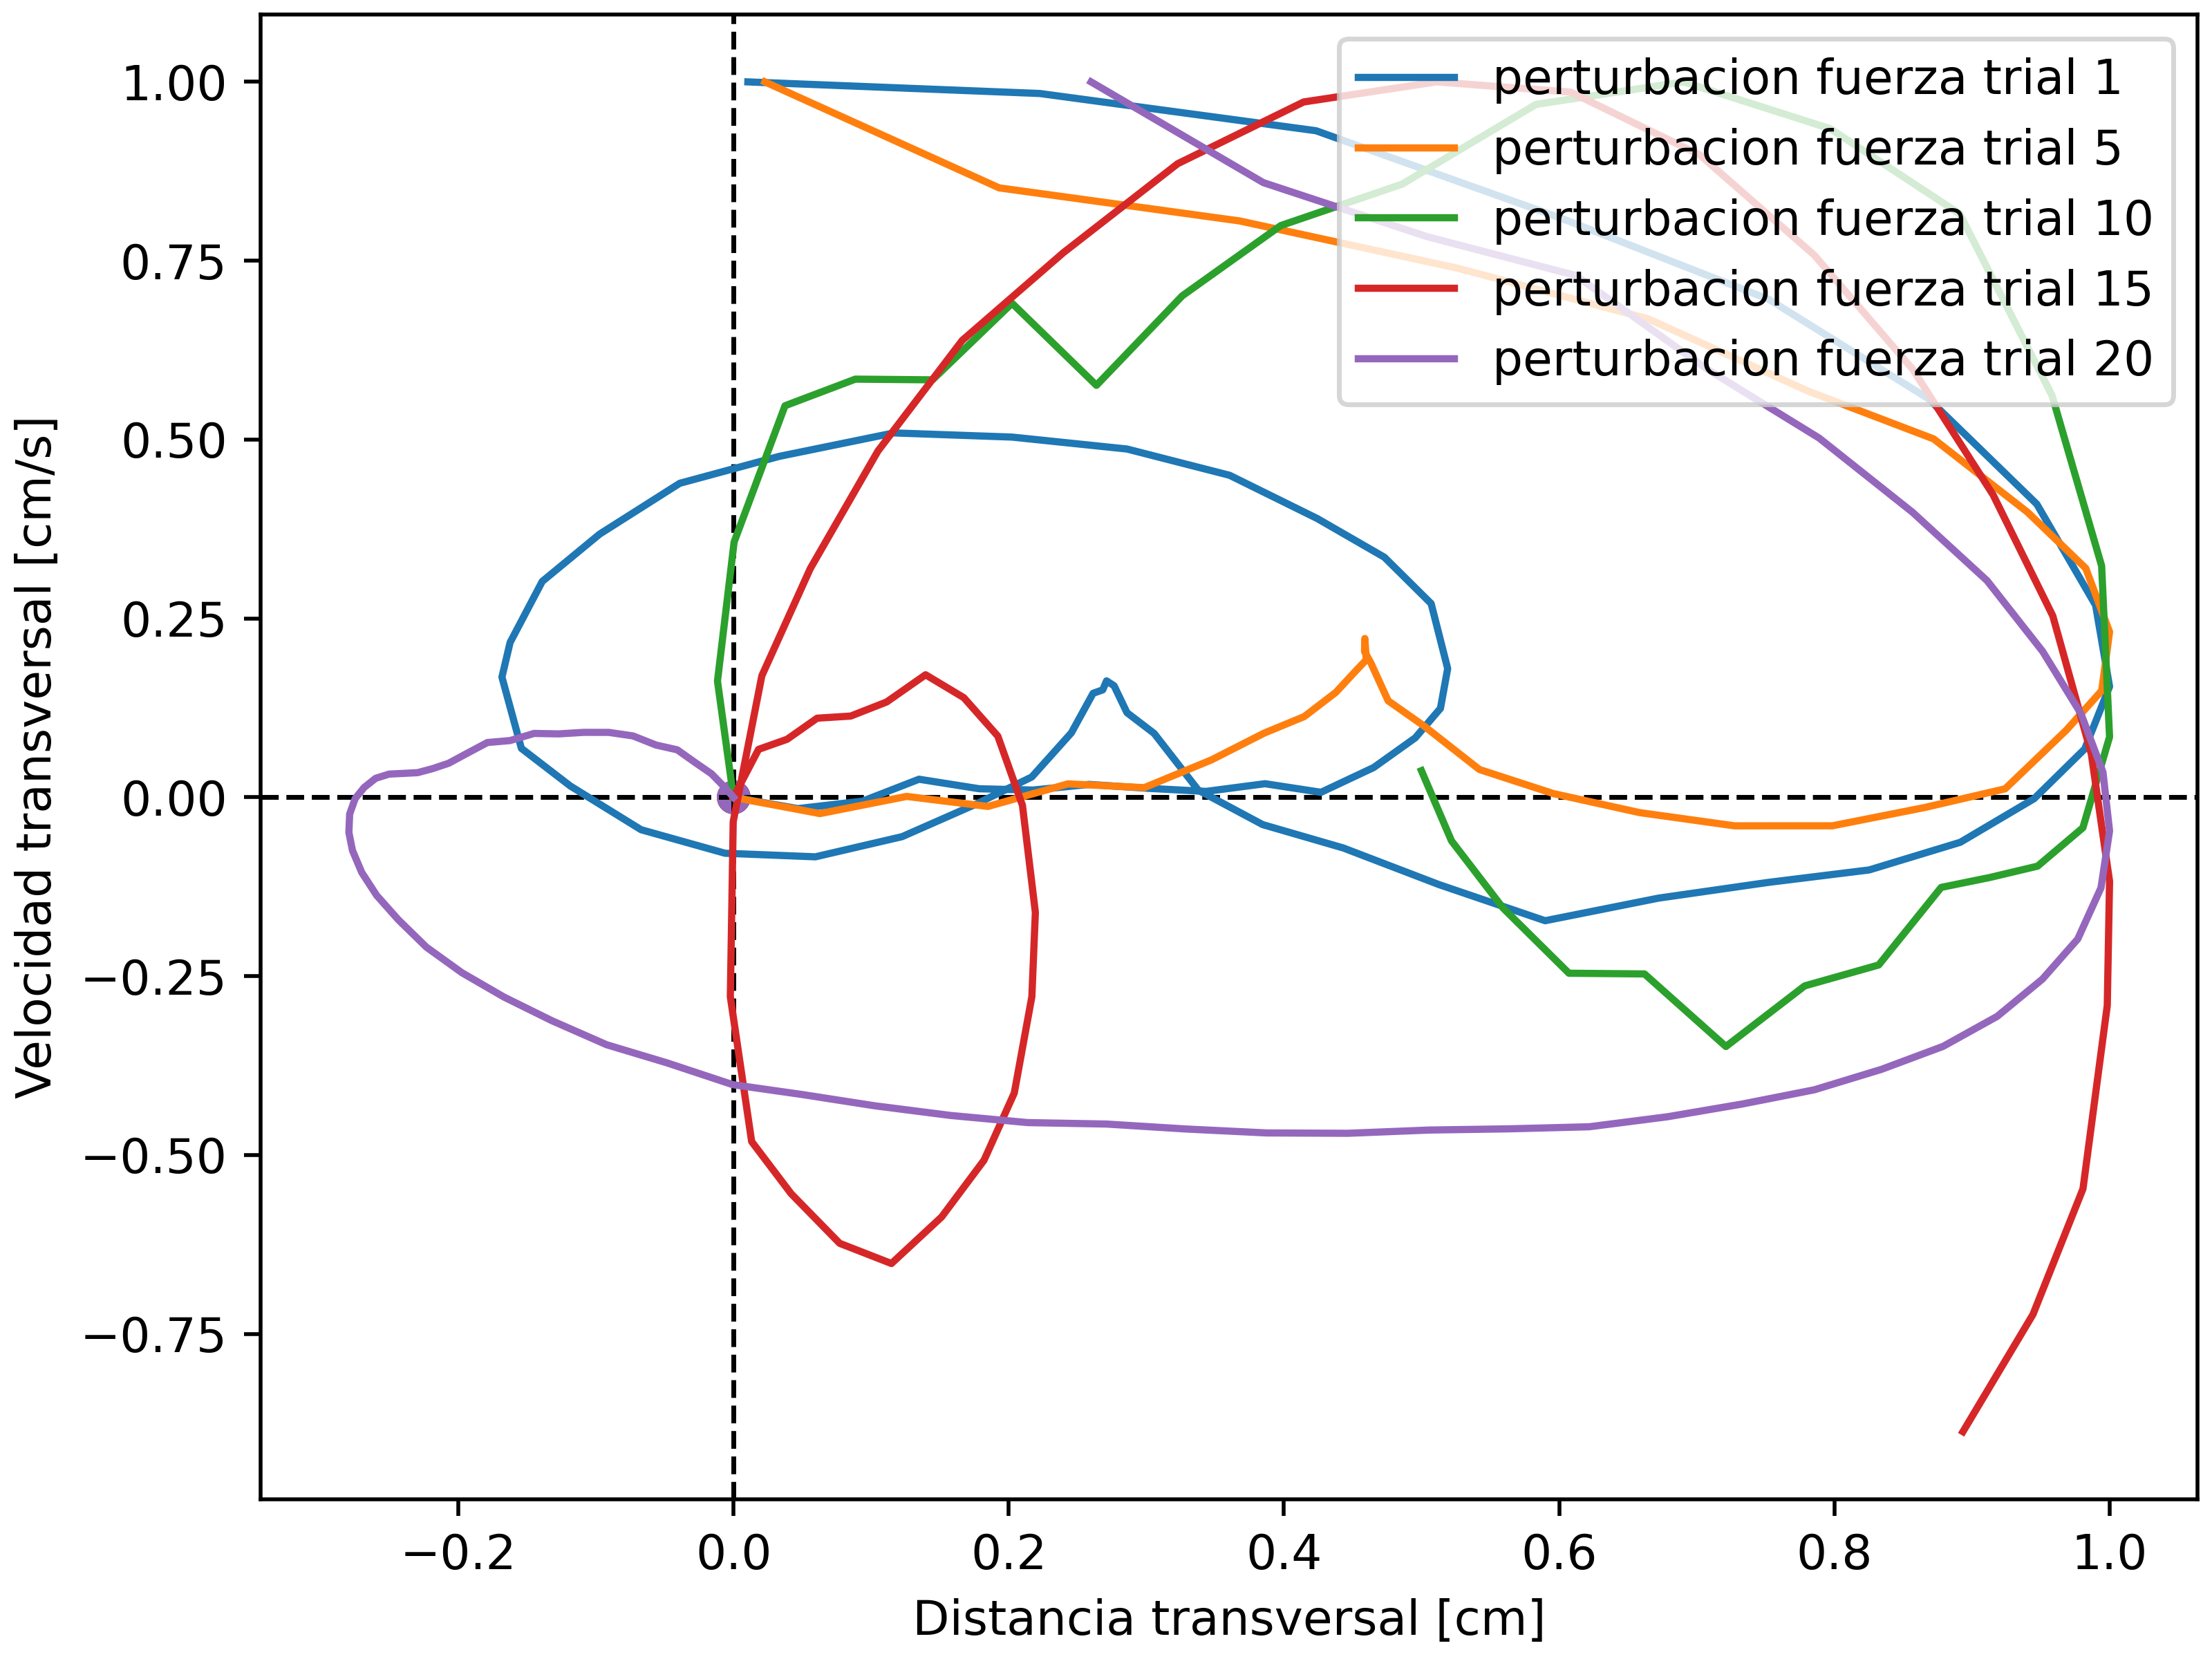 perturbacion fuerza trial 1
perturbacion fuerza trial 5
perturbacion fuerza trial 10
perturbacion fuerza trial 15
perturbacion fuerza trial 20
Velocidad transversal [cm/s]
1.00
0.75
0.50
0.25
0.00
−0.25
−0.50
−0.75
−0.2 0.0 0.2 0.4 0.6 0.8 1.0
Distancia transversal [cm]